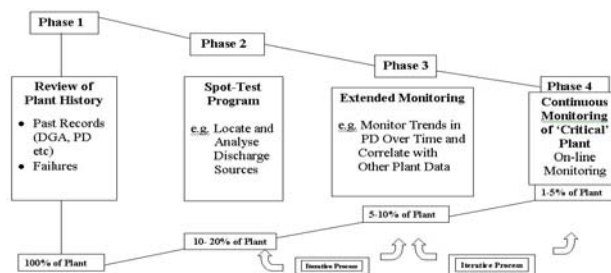 Phase 1
Phase 2
Phase 3
Phase 4
Review of
Plant History
• Past Records
(DGA, PD
etc)
• Failures
Spot-Test
Program
e.g. Locate and
Analyse
Discharge
Sources
Extended Monitoring
e.g. Monitor Trends in
PD Over Time and
Correlate with
Other Plant Data
Continuous
Monitoring
of ‘Critical’
Plant
On-line
Monitoring
1-5% of Plant
5-10% of Plant
10- 20% of Plant
100% of Plant
Iterative Process
Iterative Process